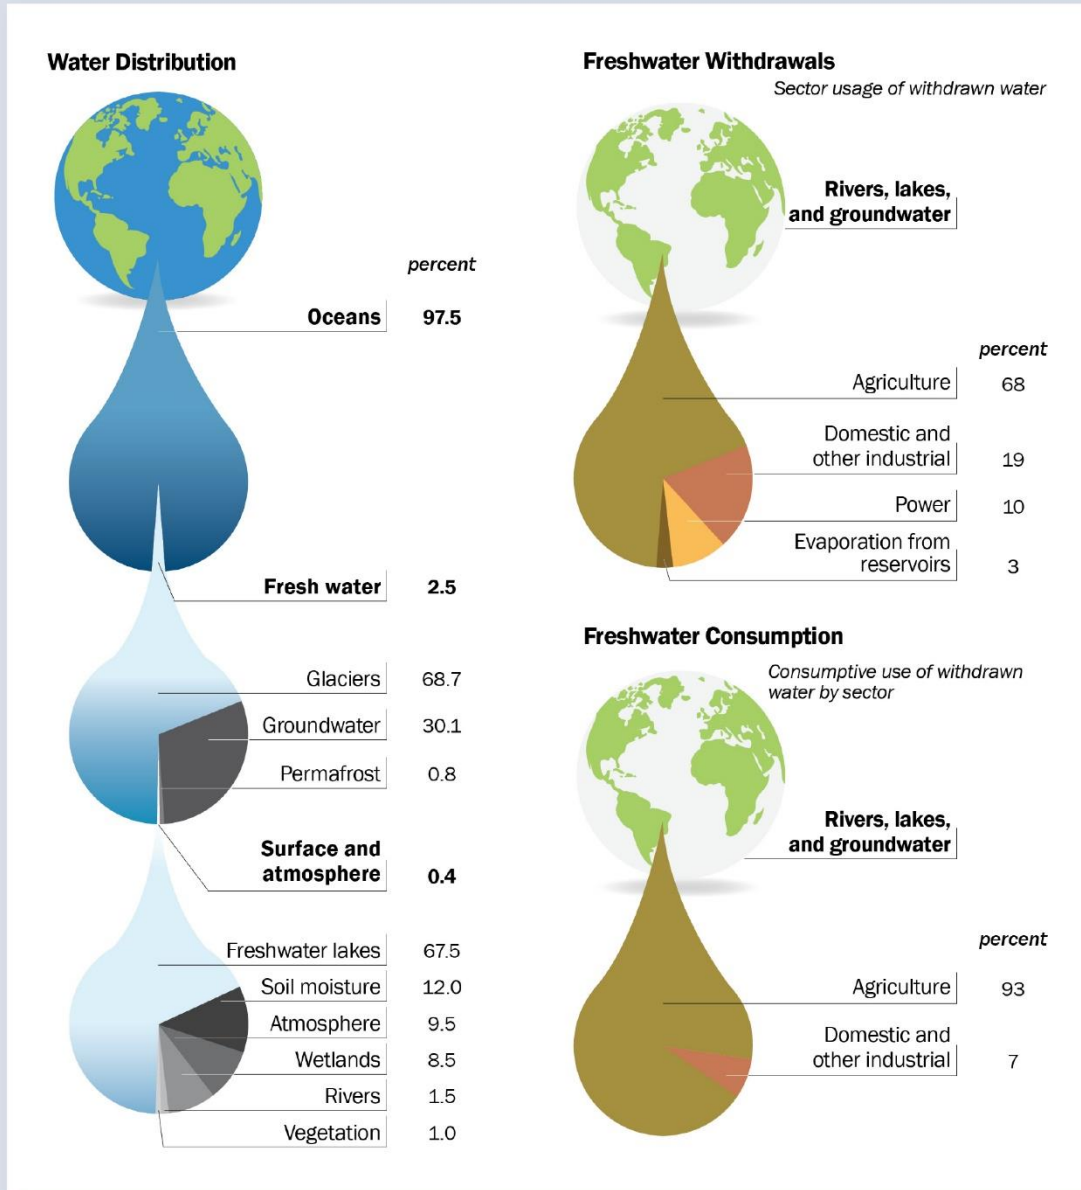 Water Distribution
percent
Oceans 97.5
Fresh water 2.5
Glaciers 68.7
Groundwater 30.1
Permafrost 0.8
Surface and
atmosphere 0.4
Freshwater lakes 67.5
Soil moisture 12.0
Atmosphere 9.5
Wetlands 8.5
Rivers 1.5
Vegetation 1.0
Freshwater Withdrawals
Sector usage of withdrawn water
Rivers, lakes,
and groundwater
percent
Agriculture 68
Domestic and
other industrial 19
Power 10
Evaporation from
reservoirs 3
Freshwater Consumption
Consumptive use of withdrawn
water by sector
Rivers, lakes,
and groundwater
percent
Agriculture 93
Domestic and
other industrial 7